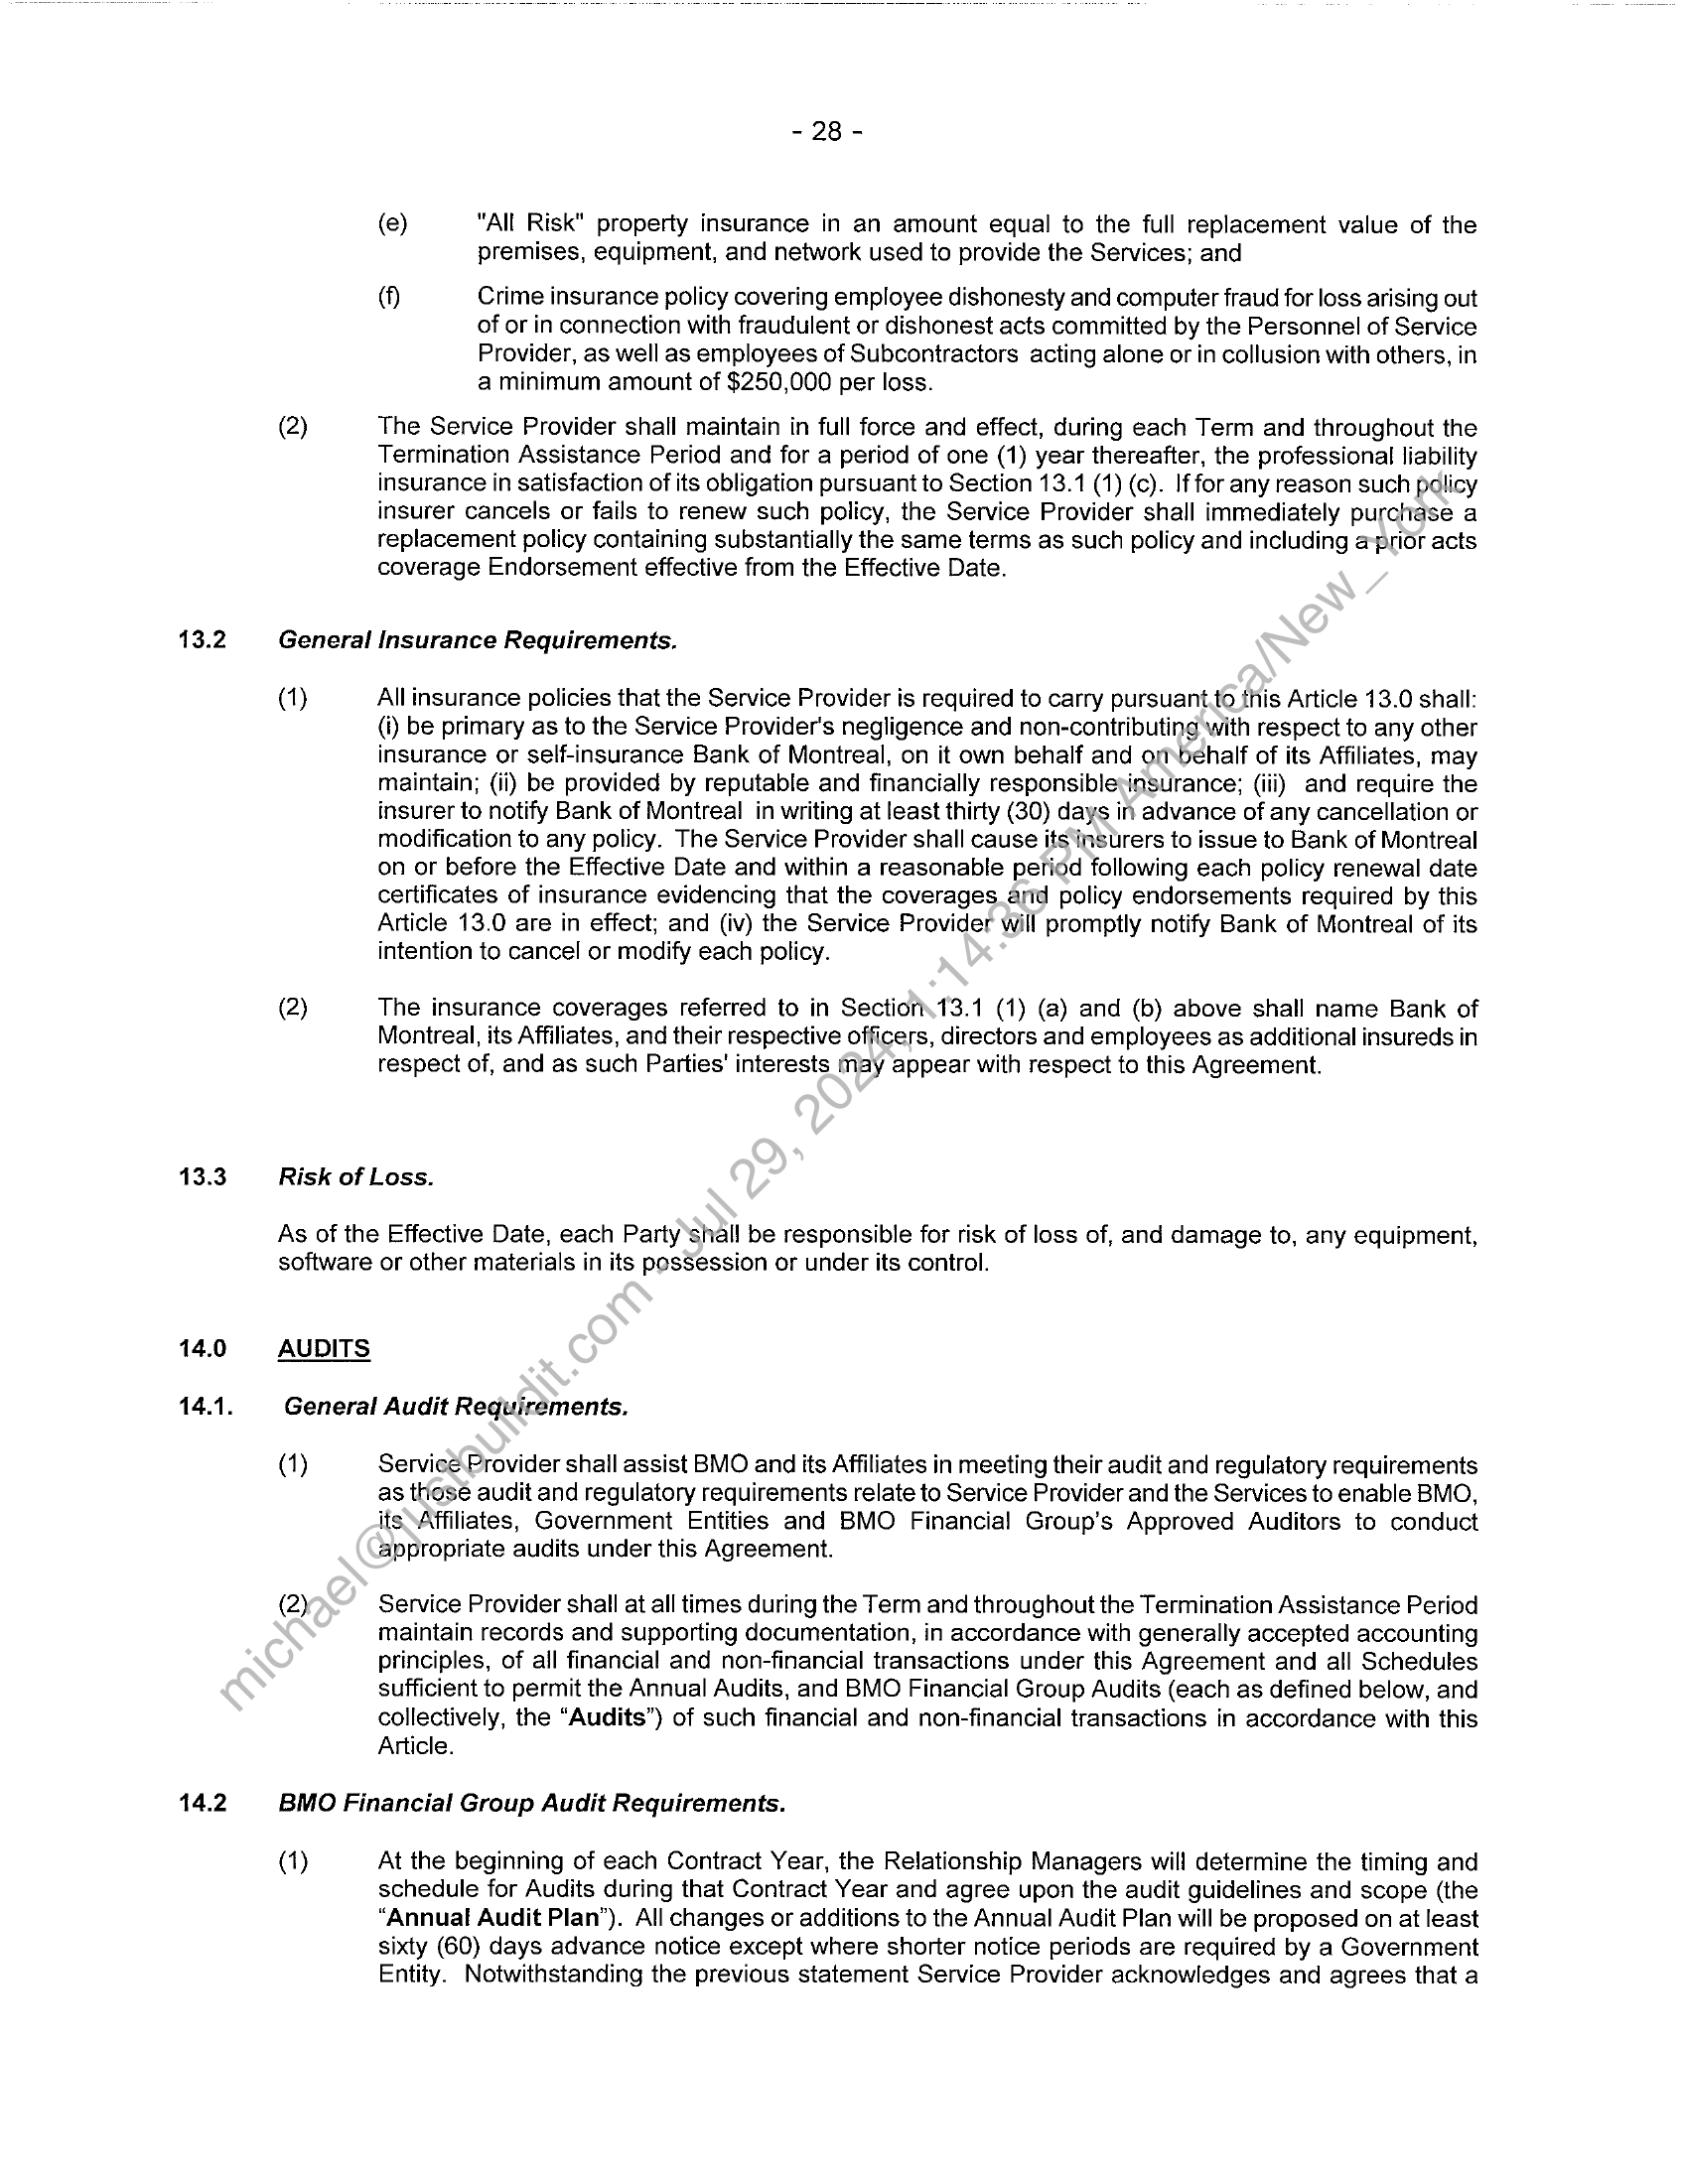 - 28 -
(e) "All Risk" property insurance in an amount equal to the full replacement value of the
premises, equipment, and network used to provide the Services; and
(f) Crime insurance policy covering employee dishonesty and computer fraud for loss arising out
of or in connection with fraudulent or dishonest acts committed by the Personnel of Service
Provider, as well as employees of Subcontractors acting alone or in collusion with others, in
a minimum amount of $250,000 per loss.
(2) The Service Provider shall maintain in full force and effect, during each Term and throughout the
Termination Assistance Period and for a period of one (1) year thereafter, the professional liability
insurance in satisfaction of its obligation pursuant to Section 13.1 (1) (c). If for any reason such policy
insurer cancels or fails to renew such policy, the Service Provider shall immediately purchase a
replacement policy containing substantially the same terms as such policy and including a prior acts
coverage Endorsement effective from the Effective Date.
13.2 General Insurance Requirements.
(1) All insurance policies that the Service Provider is required to carry pursuant to this Article 13.0 shall:
(i) be primary as to the Service Provider's negligence and non-contributing with respect to any other
insurance or self-insurance Bank of Montreal, on it own behalf and on behalf of its Affiliates, may
maintain; (ii) be provided by reputable and financially responsible insurance; (iii) and require the
insurer to notify Bank of Montreal in writing at least thirty (30) days in advance of any cancellation or
modification to any policy. The Service Provider shall cause its insurers to issue to Bank of Montreal
on or before the Effective Date and within a reasonable period following each policy renewal date
certificates of insurance evidencing that the coverages and policy endorsements required by this
Article 13.0 are in effect; and (iv) the Service Provider will promptly notify Bank of Montreal of its
intention to cancel or modify each policy.
(2) The insurance coverages referred to in Section 13.1 (1) (a) and (b) above shall name Bank of
Montreal, its Affiliates, and their respective officers, directors and employees as additional insureds in
respect of, and as such Parties' interests may appear with respect to this Agreement.
13.3 Risk of Loss.
As of the Effective Date, each Party shall be responsible for risk of loss of, and damage to, any equipment,
software or other materials in its possession or under its control.
14.0 AUDITS
14.1. General Audit Requirements.
(1) Service Provider shall assist BMO and its Affiliates in meeting their audit and regulatory requirements
as those audit and regulatory requirements relate to Service Provider and the Services to enable BMO,
its Affiliates, Government Entities and BMO Financial Group's Approved Auditors to conduct
appropriate audits under this Agreement.
(2) Service Provider shall at all times during the Term and throughout the Termination Assistance Period
maintain records and supporting documentation, in accordance with generally accepted accounting
principles, of all financial and non-financial transactions under this Agreement and all Schedules
sufficient to permit the Annual Audits, and BMO Financial Group Audits (each as defined below, and
collectively, the “Audits”) of such financial and non-financial transactions in accordance with this
Article.
14.2 BMO Financial Group Audit Requirements.
(1) At the beginning of each Contract Year, the Relationship Managers will determine the timing and
schedule for Audits during that Contract Year and agree upon the audit guidelines and scope (the
“Annual Audit Plan”). All changes or additions to the Annual Audit Plan will be proposed on at least
sixty (60) days advance notice except where shorter notice periods are required by a Government
Entity. Notwithstanding the previous statement Service Provider acknowledges and agrees that a
michael@justbuildit.com - Jul 29, 2024, 1:14:36 PM America/New_York